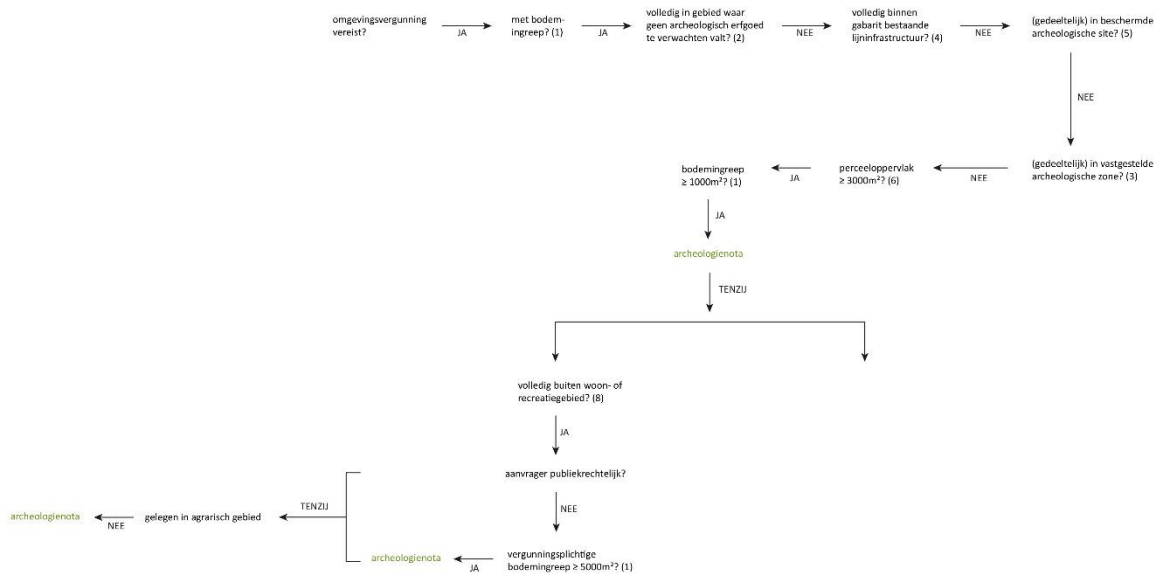 omgevingsvergunning
vereist?
JA
met bodem-
ingreep? (1)
JA
volledig in gebied waar
geen archeologisch erfgoed
te verwachten valt? (2)
NEE
volledig binnen
gabarit bestaande
lijninfrastructuur? (4)
NEE
(gedeeltelijk) in beschermde
archeologische site? (5)
NEE
(gedeeltelijk) in vastgestelde
archeologische zone? (3)
NEE
perceeloppervlak
≥ 3000m²? (6)
JA
bodemingreep
≥ 1000m²? (1)
JA
archeologienota
TENZIJ
volledig buiten woon- of
recreatiegebied? (8)
JA
aanvrager publiekrechtelijk?
NEE
vergunningsplichtige
bodemingreep ≥ 5000m²? (1)
JA
archeologienota
TENZIJ
gelegen in agrarisch gebied
NEE
archeologienota